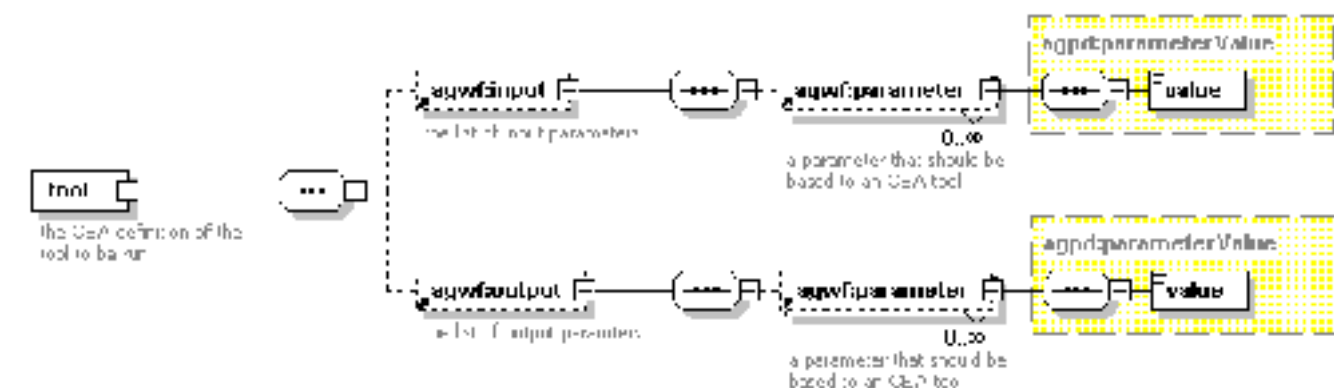 agpd:parameterValue
agwf:input
agwf:parameter
value
the list of input parameters
0..∞
a parameter that should be
based to an CEA tool
tool
the CEA definition of the
tool to be run
agpd:parameterValue
agwf:output
agwf:parameter
value
the list of output parameters
0..∞
a parameter that should be
based to an CEA tool